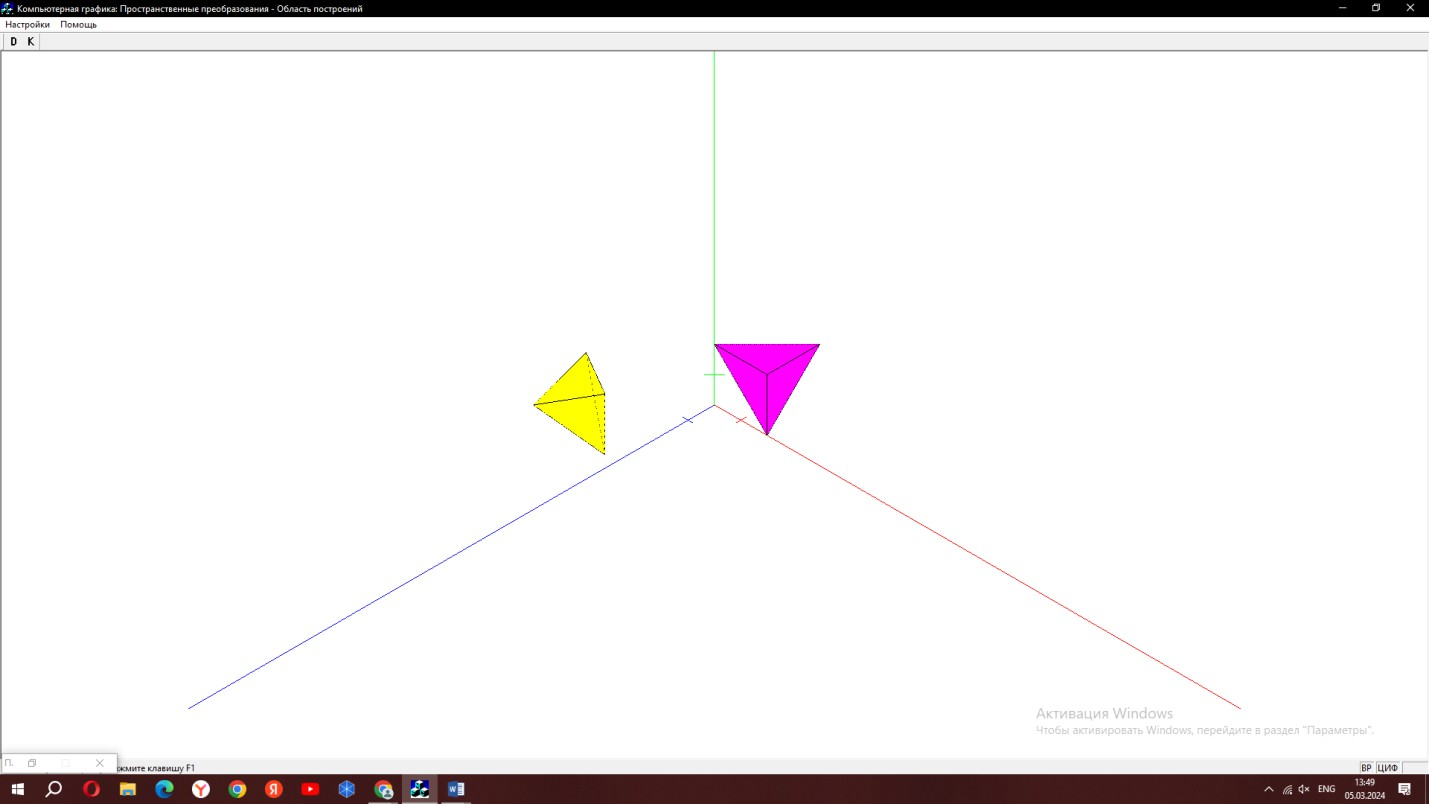 Компьютерная графика: Пространственные преобразования - Область построений
Настройки Помощь
D K
Активация Windows
Чтобы активировать Windows, перейдите в раздел "Параметры".
П.
жмите клавишу F1
ВР ЦИФ
13:49
ENG
05.03.2024